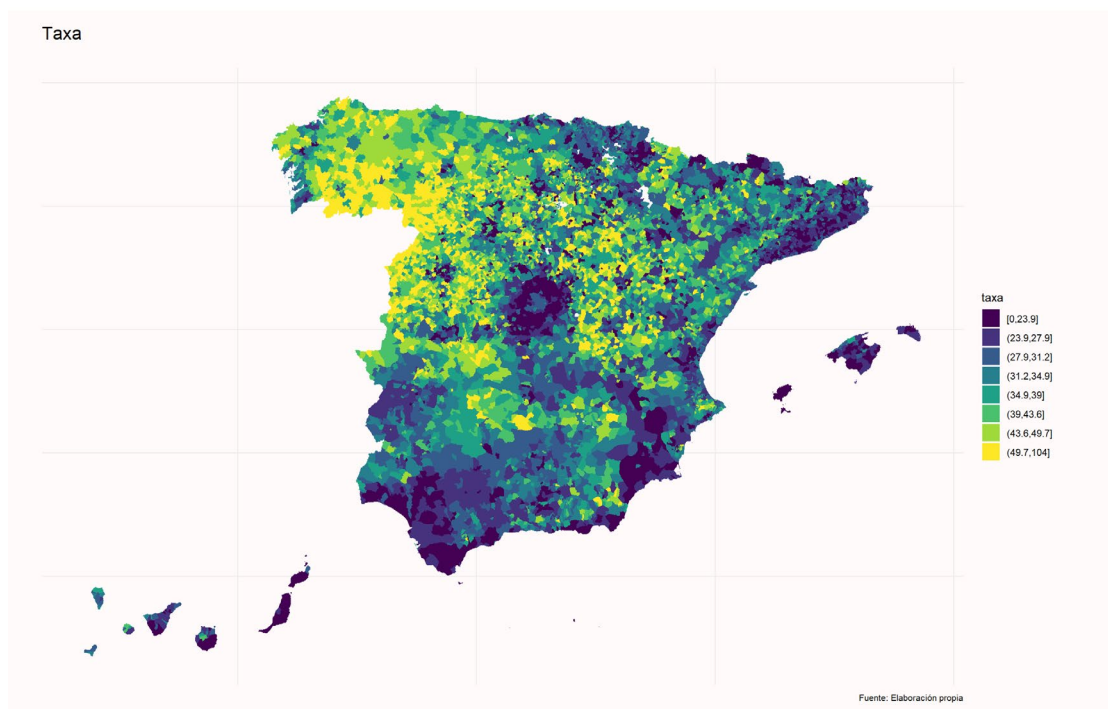 Taxa
taxa
[0,23.9]
(23.9,27.9]
(27.9,31.2]
(31.2,34.9]
(34.9,39]
(39,43.6]
(43.6,49.7]
(49.7,104]
Fuente: Elaboración propia